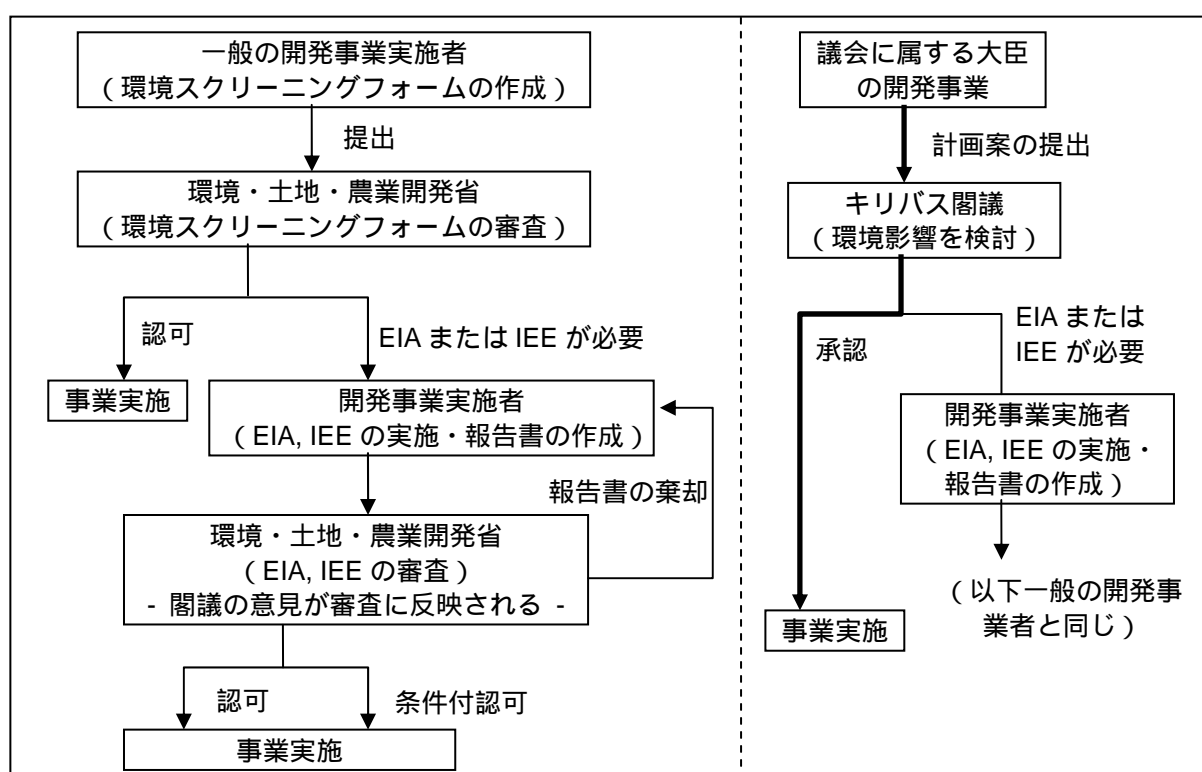 一般の開発事業実施者
（環境スクリーニングフォームの作成）
提出
環境・土地・農業開発省
（環境スクリーニングフォームの審査）
認可
EIA または IEE が必要
事業実施
開発事業実施者
（EIA, IEE の実施・報告書の作成）
報告書の棄却
環境・土地・農業開発省
（EIA, IEE の審査）
- 閣議の意見が審査に反映される -
認可
条件付認可
事業実施
議会に属する大臣
の開発事業
計画案の提出
キリバス閣議
（環境影響を検討）
承認
EIA または
IEE が必要
事業実施
開発事業実施者
（EIA, IEE の実施・
報告書の作成）
（以下一般の開発事
業者と同じ）